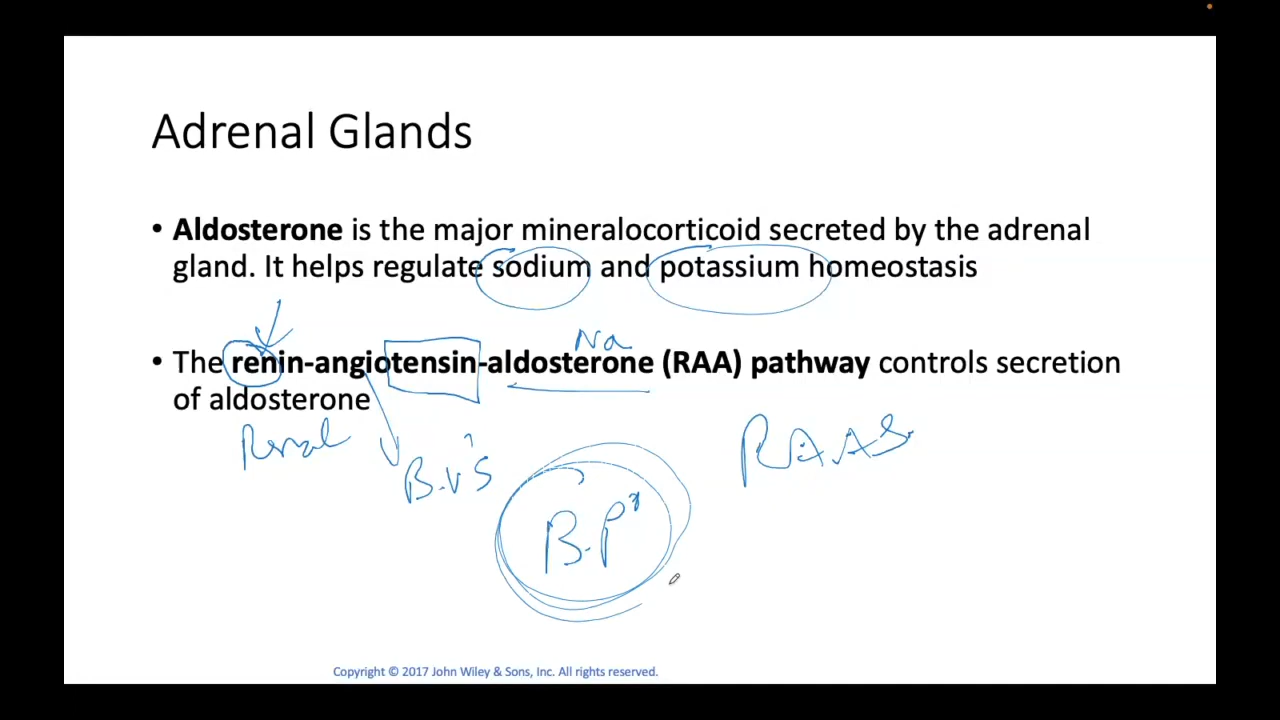 Adrenal Glands
• Aldosterone is the major mineralocorticoid secreted by the adrenal
gland. It helps regulate sodium and potassium homeostasis
Na
• The renin-angiotensin-aldosterone (RAA) pathway controls secretion
of aldosterone
Renal
B.V'S
RAAS
B.P
Copyright © 2017 John Wiley & Sons, Inc. All rights reserved.